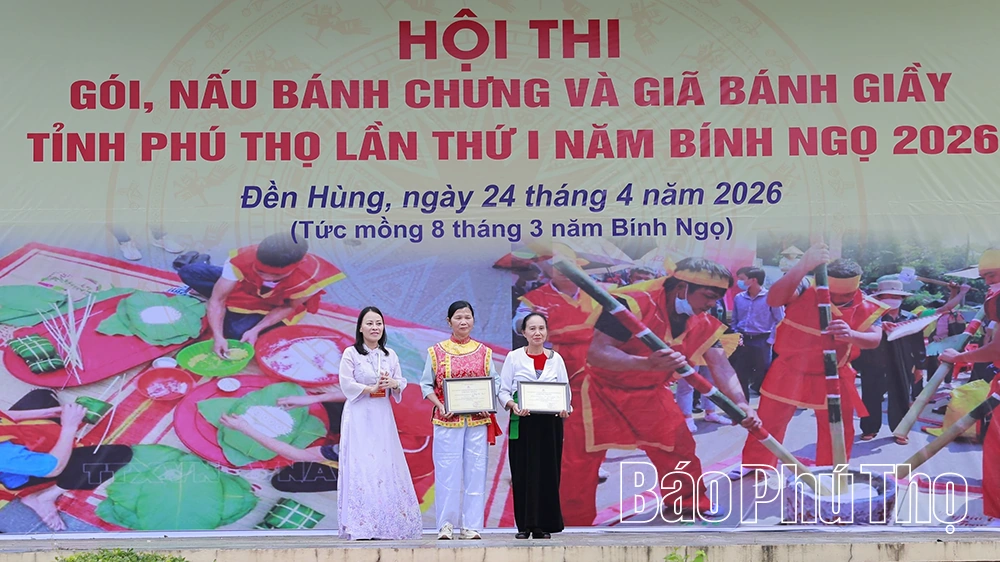 HỘI THI
GÓI, NẤU BÁNH CHƯNG VÀ GIÃ BÁNH GIẦY
TỈNH PHÚ THỌ LẦN THỨ I NĂM BÍNH NGỌ 2026
Đền Hùng, ngày 24 tháng 4 năm 2026
(Tức mồng 8 tháng 3 năm Bính Ngọ)
Báo Phú Thọ